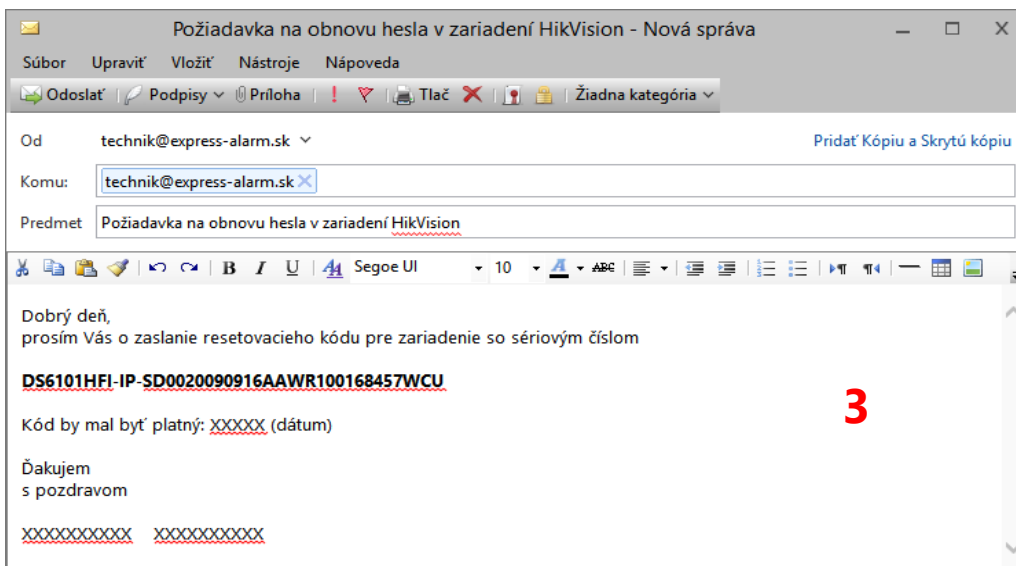 Požiadavka na obnovu hesla v zariadení HikVision - Nová správa
Súbor Upraviť Vložiť Nástroje Nápoveda
Odoslať Podpisy Príloha Tlač Žiadna kategória
Od technik@express-alarm.sk Pridať Kópiu a Skrytú kópiu
Komu: technik@express-alarm.sk
Predmet Požiadavka na obnovu hesla v zariadení HikVision
B I U A4 Segoe UI 10 A ABC
Dobrý deň,
prosím Vás o zaslanie resetovacieho kódu pre zariadenie so sériovým číslom
DS6101HFI-IP-SD0020090916AAWR100168457WCU
3
Kód by mal byť platný: XXXXX (dátum)
Ďakujem
s pozdravom
XXXXXXXXXX XXXXXXXXXX